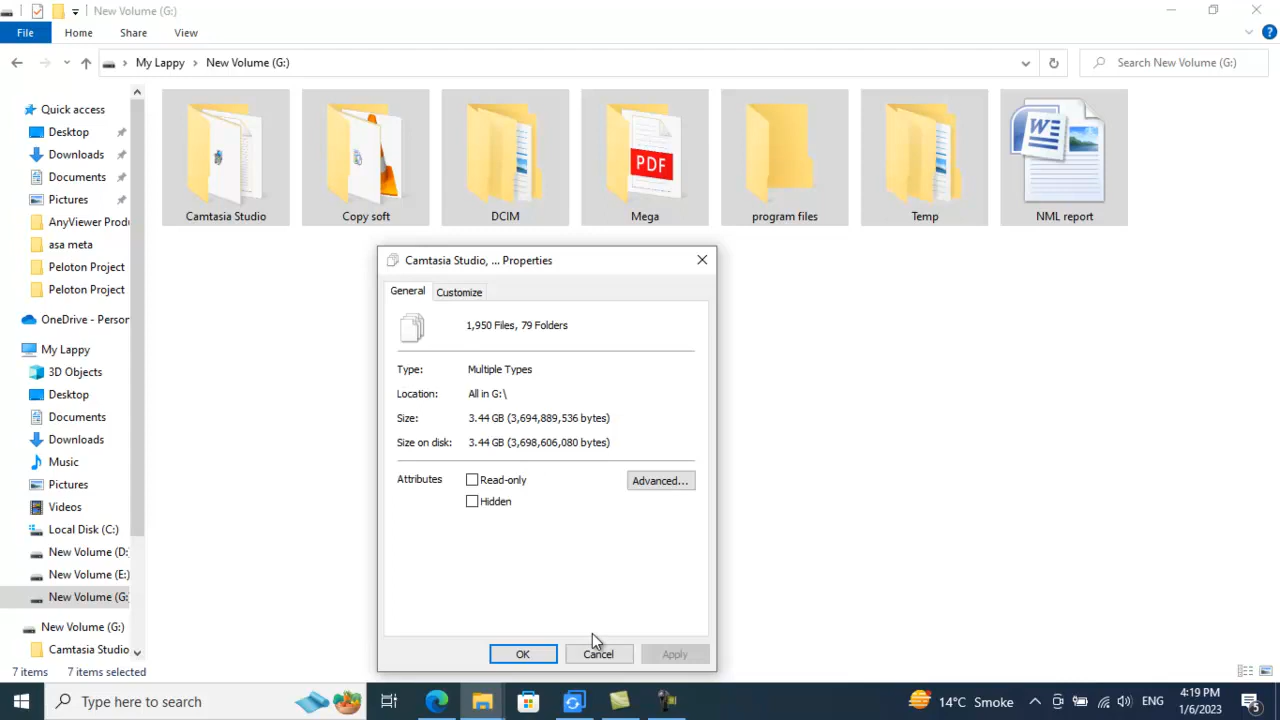 New Volume (G:)
File Home Share View
My Lappy New Volume (G:)
Search New Volume (G:)
Quick access
Desktop
Downloads
Documents
Pictures
AnyViewer Prod
asa meta
Peloton Project
Peloton Project
OneDrive - Person
My Lappy
3D Objects
Desktop
Documents
Downloads
Music
Pictures
Videos
Local Disk (C:)
New Volume (D:
New Volume (E:)
New Volume (G:
New Volume (G:)
Camtasia Studio
Camtasia Studio
Copy soft
DCIM
PDF
Mega
program files
Temp
W
NML report
Camtasia Studio, ... Properties
General Customize
1,950 Files, 79 Folders
Type: Multiple Types
Location: All in G:\
Size: 3.44 GB (3,694,889,536 bytes)
Size on disk: 3.44 GB (3,698,606,080 bytes)
Attributes Read-only Advanced...
Hidden
OK Cancel Apply
7 items 7 items selected
Type here to search
14°C Smoke
ENG
4:19 PM
1/6/2023
5